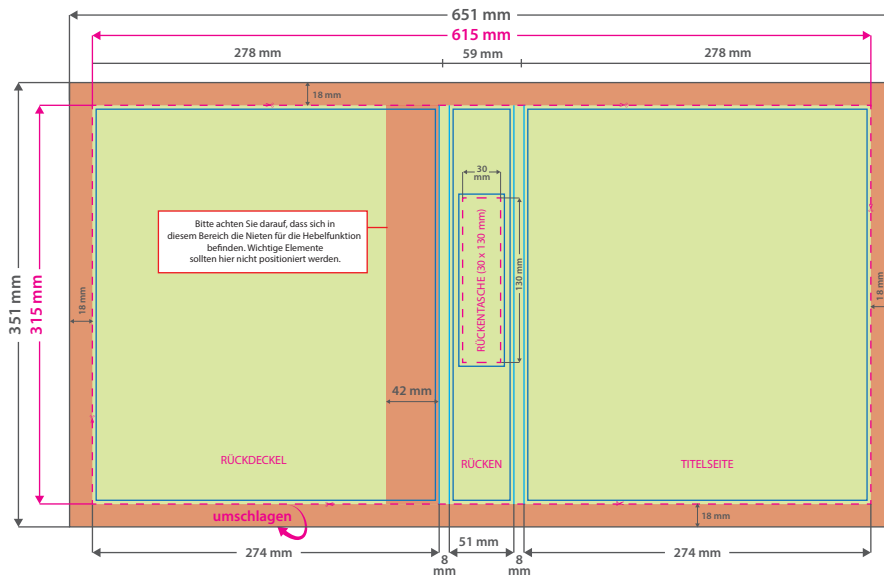 651 mm
615 mm
278 mm
59 mm
278 mm
18 mm
30
mm
Bitte achten Sie darauf, dass sich in
diesem Bereich die Nieten für die Hebelfunktion
befinden. Wichtige Elemente
sollten hier nicht positioniert werden.
RÜCKENTASCHE (30 x 130 mm)
130 mm
351 mm
315 mm
18 mm
18 mm
42 mm
RÜCKDECKEL
RÜCKEN
TITELSEITE
umschlagen
18 mm
274 mm
8
mm
51 mm
8
mm
274 mm